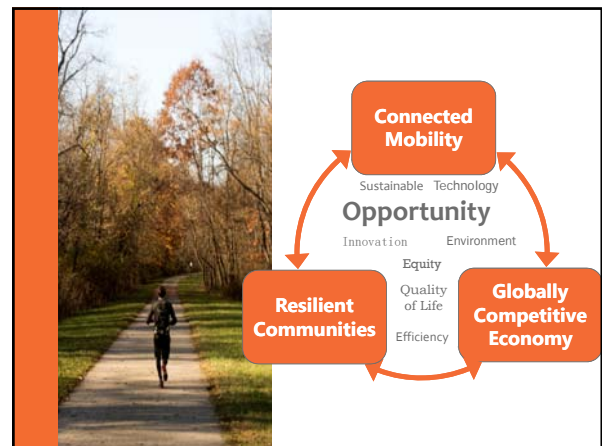 Connected
Mobility
Sustainable Technology
Opportunity
Innovation Environment
Equity
Quality
of Life
Efficiency
Resilient
Communities
Globally
Competitive
Economy